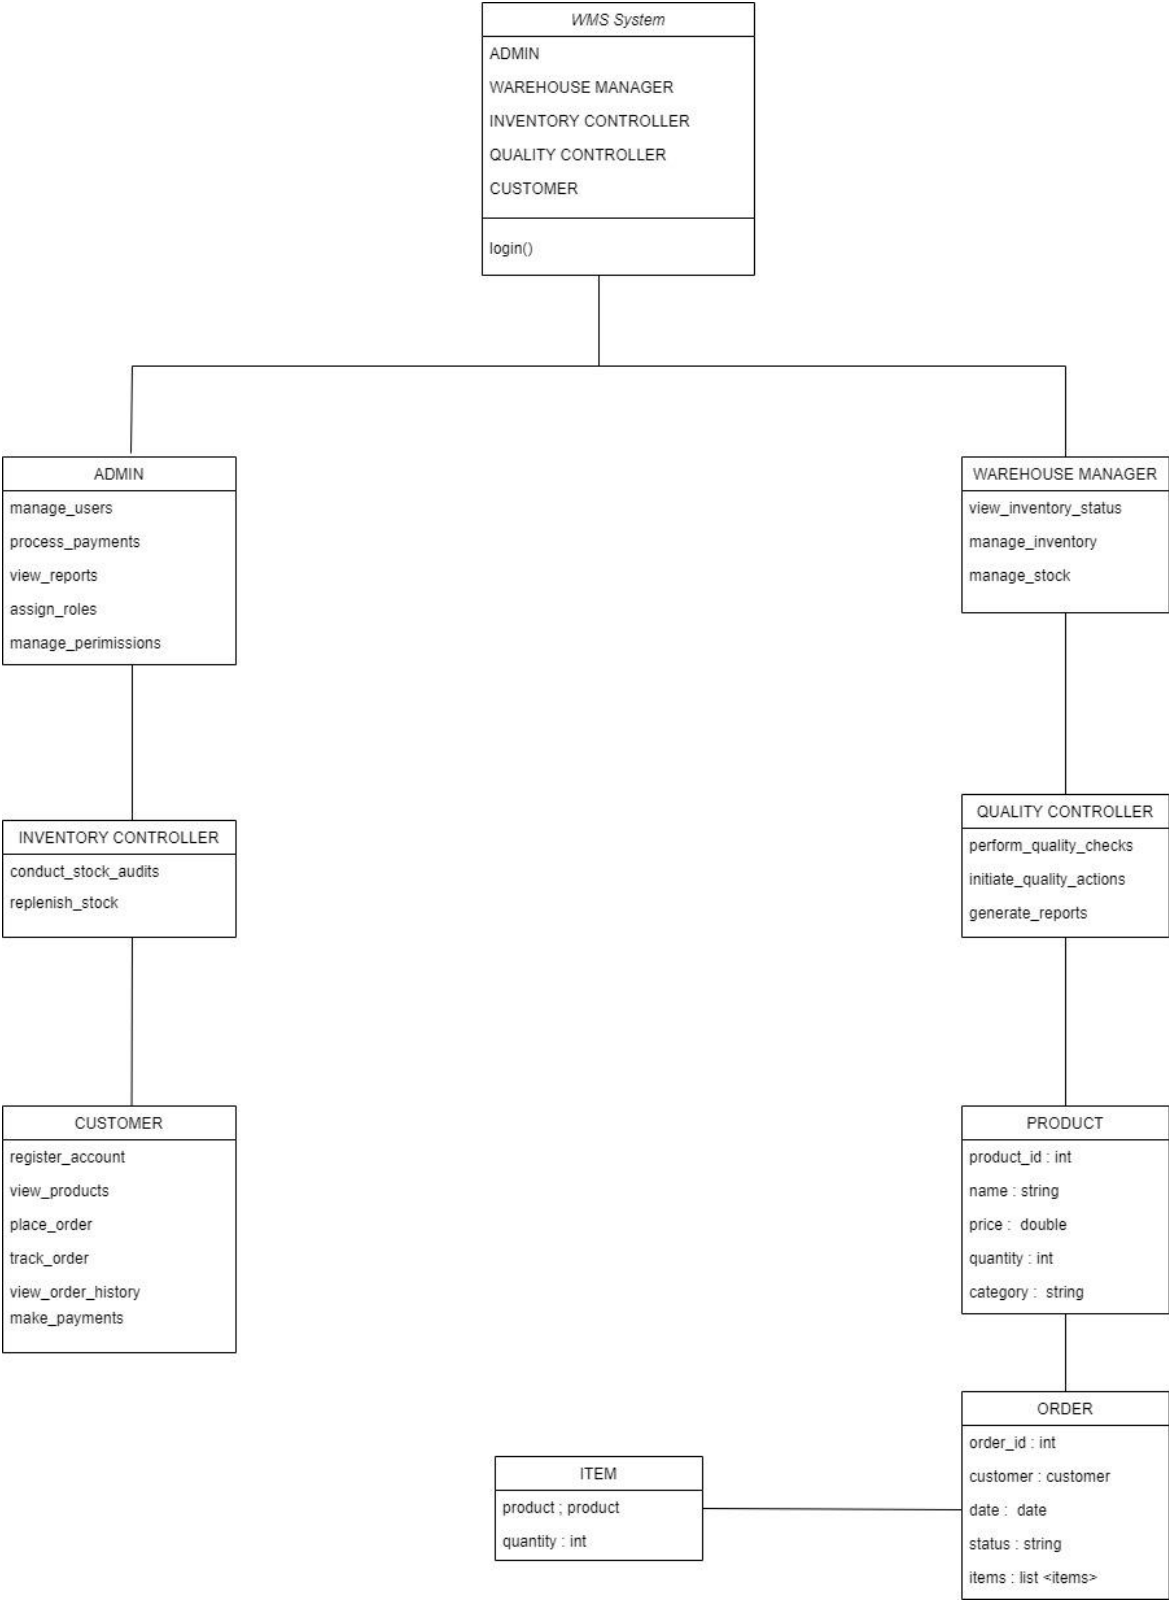 WMS System
ADMIN
WAREHOUSE MANAGER
INVENTORY CONTROLLER
QUALITY CONTROLLER
CUSTOMER
login()
ADMIN
manage_users
process_payments
view_reports
assign_roles
manage_perimissions
WAREHOUSE MANAGER
view_inventory_status
manage_inventory
manage_stock
INVENTORY CONTROLLER
conduct_stock_audits
replenish_stock
QUALITY CONTROLLER
perform_quality_checks
initiate_quality_actions
generate_reports
CUSTOMER
register_account
view_products
place_order
track_order
view_order_history
make_payments
PRODUCT
product_id : int
name : string
price :  double
quantity : int
category :  string
ORDER
order_id : int
customer : customer
date :  date
status : string
items : list <items>
ITEM
product ; product
quantity : int